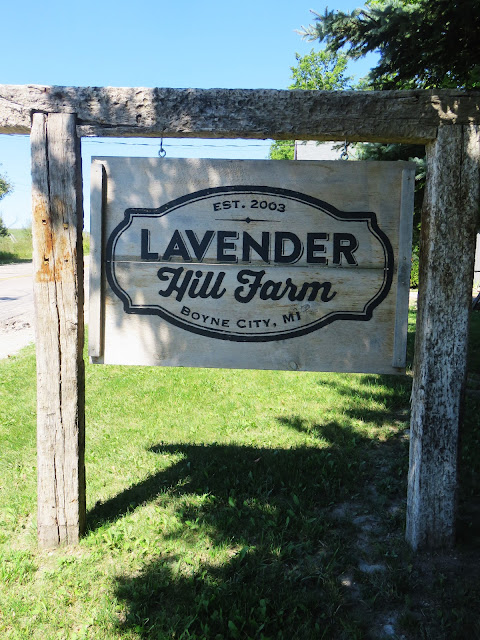 EST. 2003
LAVENDER
Hill Farm
BOYNE CITY, MI